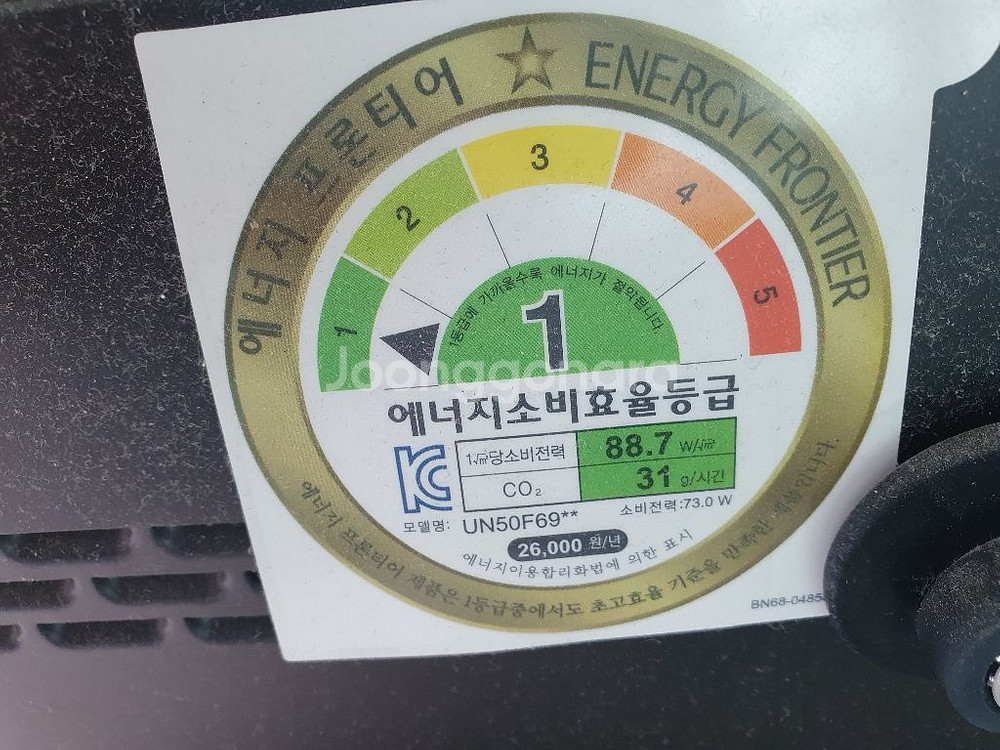 에너지 프론티어 ☆ ENERGY FRONTIER
1
2
3
4
5
1등급에 가까울수록 에너지가 절약됩니다
1
Joonggonara
에너지소비효율등급
1√㎡당소비전력 88.7 W/√㎡
CO₂ 31 g/시간
소비전력:73.0 W
모델명: UN50F69**
26,000 원/년
에너지이용합리화법에 의한 표시
에너지 프론티어 제품은 1등급중에서도 초고효율 기준을 만족한 제품입니다.
BN68-0485